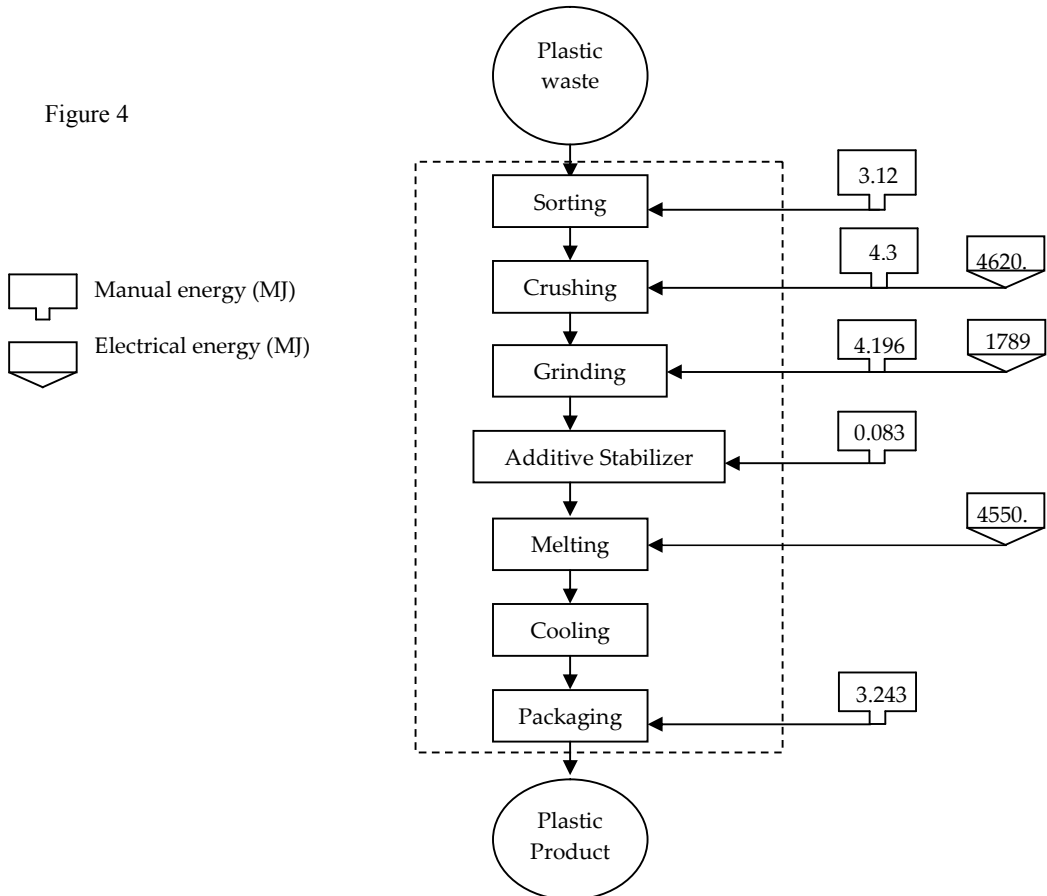 Plastic
waste
Figure 4
3.12
Sorting
4.3
4620.
Manual energy (MJ)
Crushing
Electrical energy (MJ)
4.196
1789
Grinding
0.083
Additive Stabilizer
4550.
Melting
Cooling
3.243
Packaging
Plastic
Product